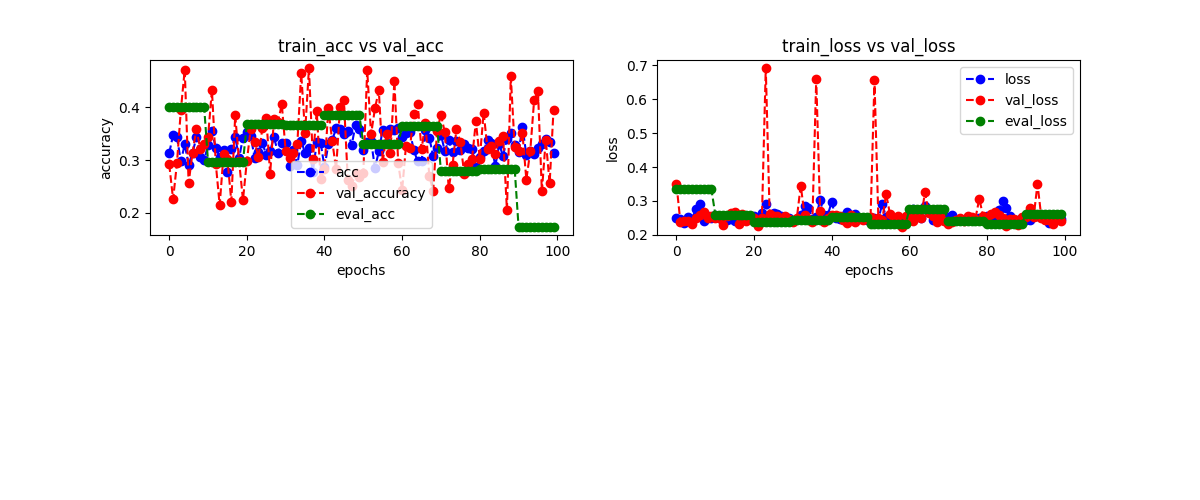 train_acc vs val_acc
accuracy
0.4
0.3
0.2
acc
val_accuracy
eval_acc
0 20 40 60 80 100
epochs
train_loss vs val_loss
loss
0.7
0.6
0.5
0.4
0.3
0.2
loss
val_loss
eval_loss
0 20 40 60 80 100
epochs